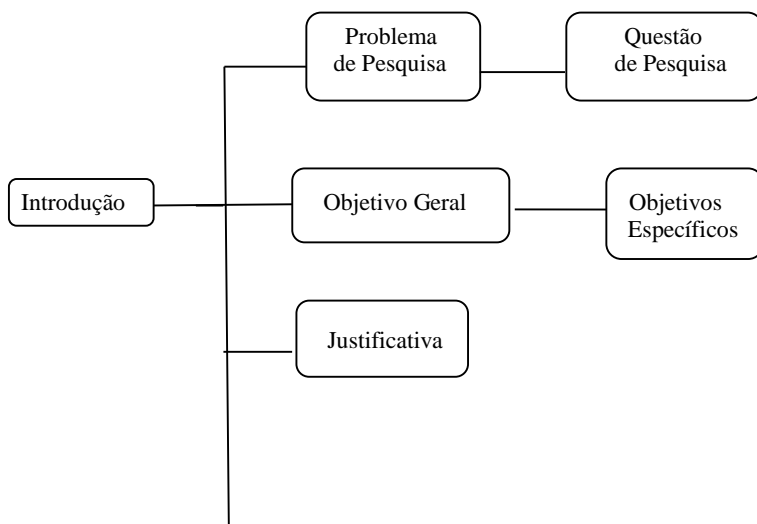 Problema
de Pesquisa
Questão
de Pesquisa
Introdução
Objetivo Geral
Objetivos
Específicos
Justificativa